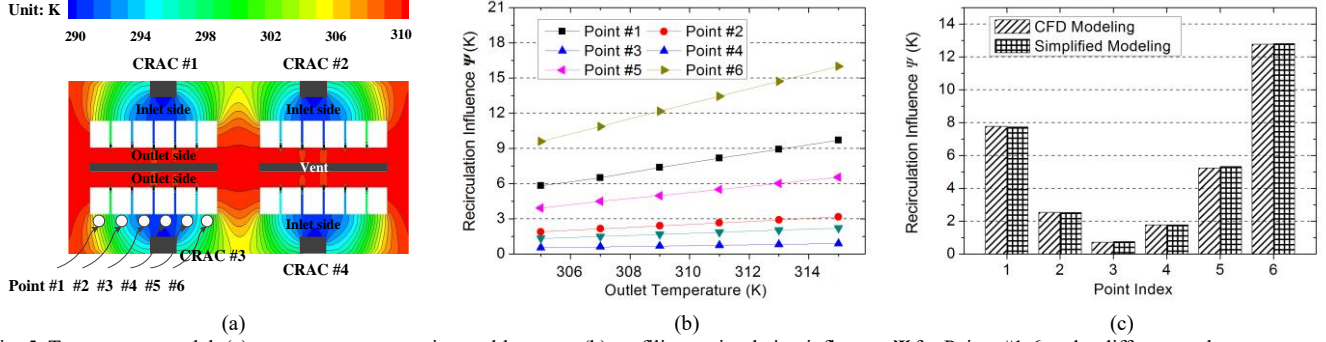 Unit: K
290 294 298 302 306 310
CRAC #1 CRAC #2
Inlet side Inlet side
Outlet side
Vent
Outlet side
Inlet side Inlet side
CRAC #3
CRAC #4
Point #1 #2 #3 #4 #5 #6
(a)
Recirculation Influence Ψ(K)
21
18
15
12
9
6
3
0
Point #1 Point #2
Point #3 Point #4
Point #5 Point #6
306 308 310 312 314
Outlet Temperature (K)
(b)
Recirculation Influence Ψ (K)
14
12
10
8
6
4
2
0
CFD Modeling
Simplified Modeling
1 2 3 4 5 6
Point Index
(c)